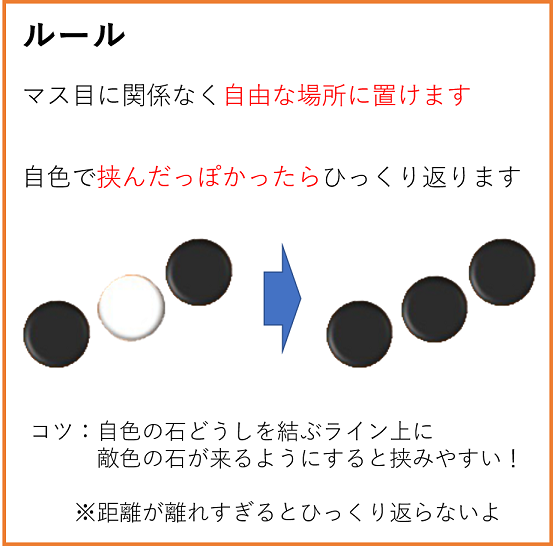 ルール
マス目に関係なく自由な場所に置けます
自色で挟んだっぽかったらひっくり返ります
コツ：自色の石どうしを結ぶライン上に
敵色の石が来るようにすると挟みやすい！
※距離が離れすぎるとひっくり返らないよ